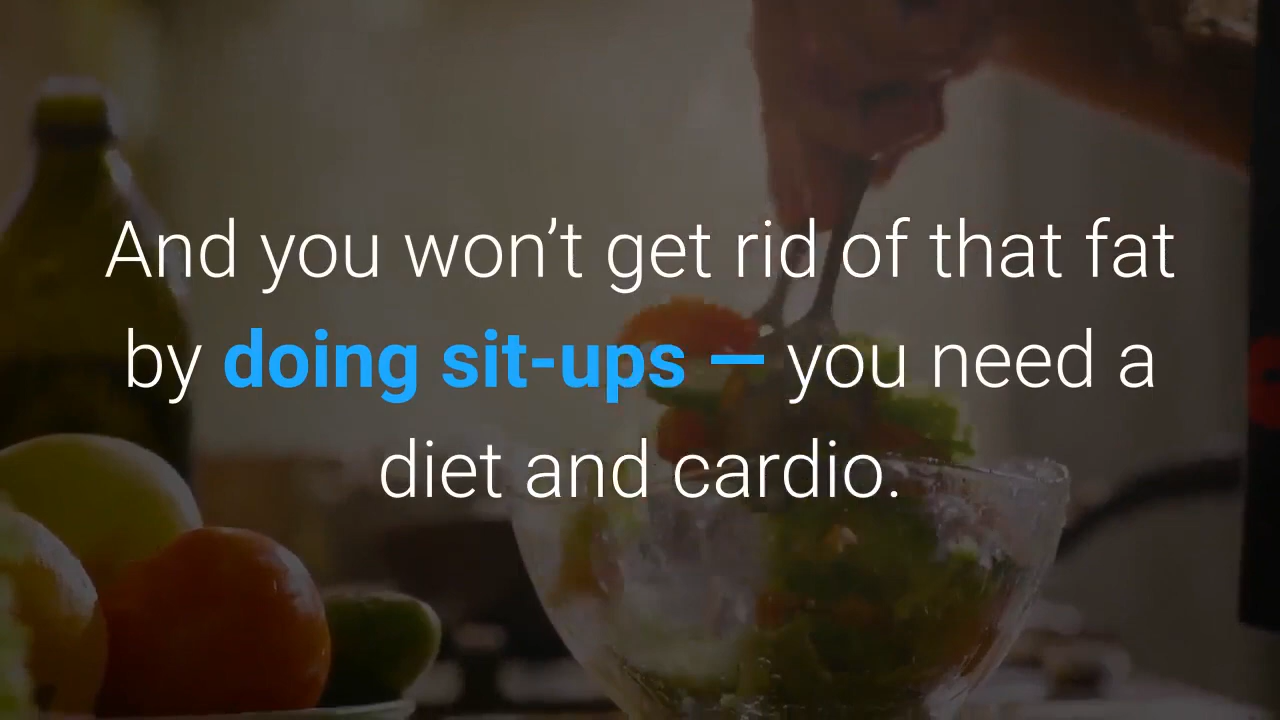 And you won’t get rid of that fat
by doing sit-ups — you need a
diet and cardio.